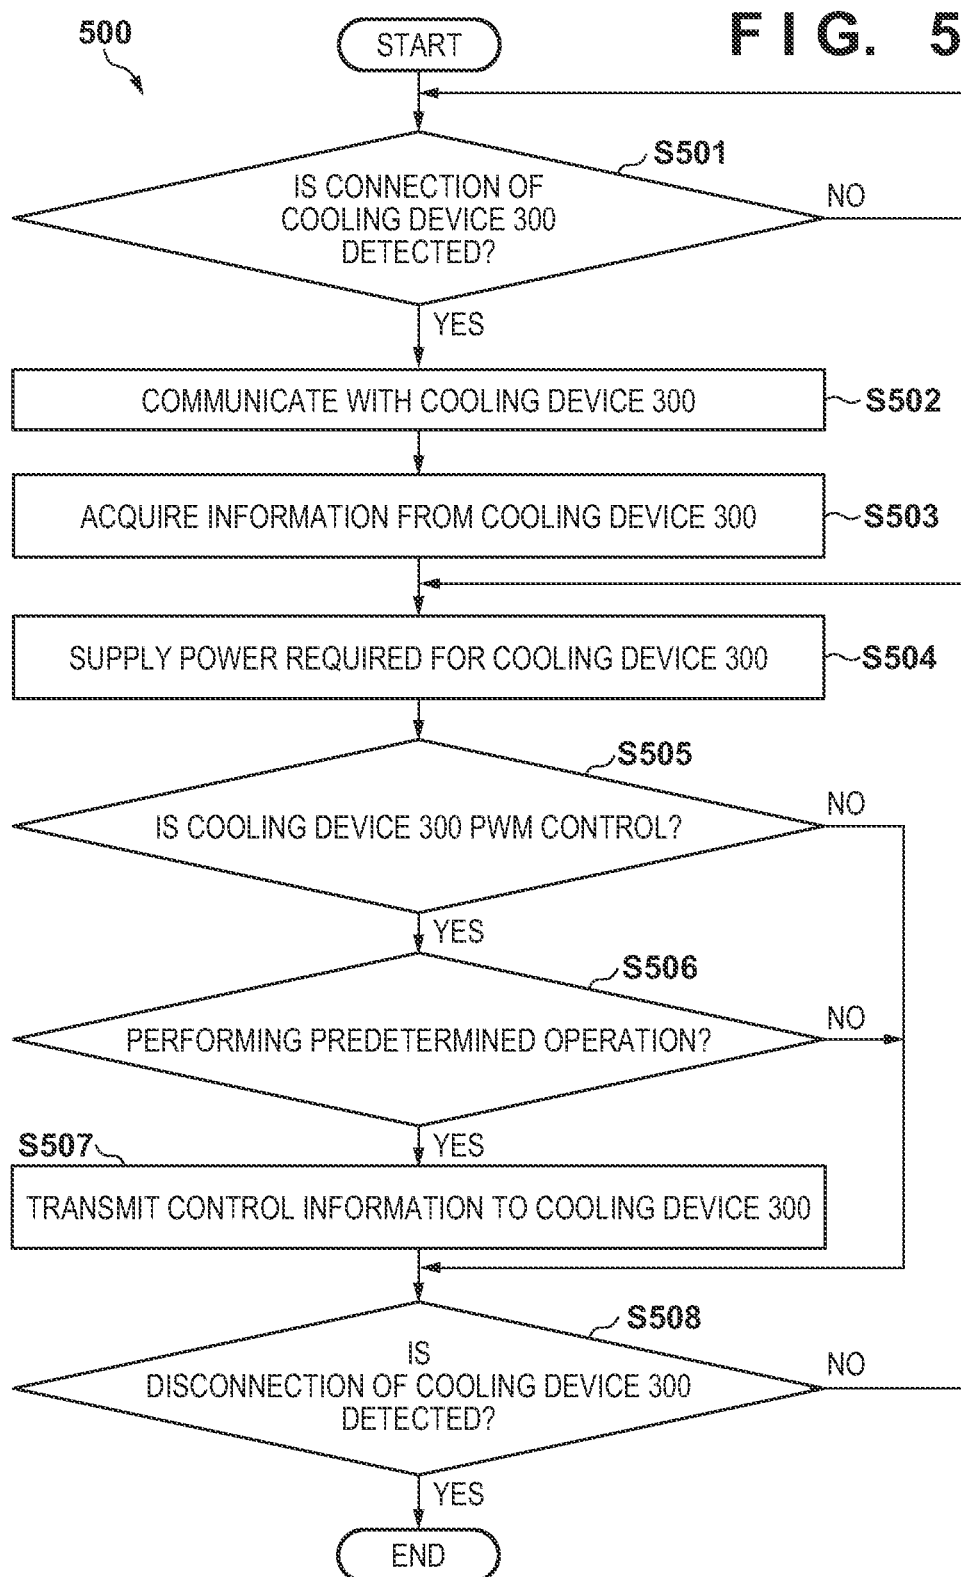 500
START
FIG. 5
S501
IS CONNECTION OF
COOLING DEVICE 300
DETECTED?
NO
YES
COMMUNICATE WITH COOLING DEVICE 300
S502
ACQUIRE INFORMATION FROM COOLING DEVICE 300
S503
SUPPLY POWER REQUIRED FOR COOLING DEVICE 300
S504
S505
IS COOLING DEVICE 300 PWM CONTROL?
NO
YES
S506
PERFORMING PREDETERMINED OPERATION?
NO
YES
S507
TRANSMIT CONTROL INFORMATION TO COOLING DEVICE 300
S508
IS
DISCONNECTION OF COOLING DEVICE 300
DETECTED?
NO
YES
END